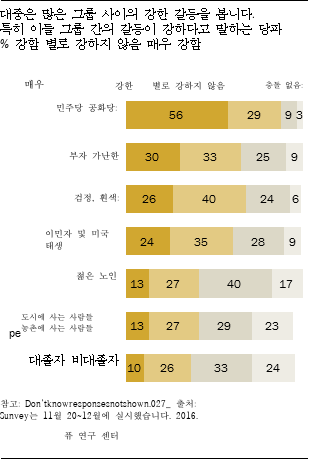 대중은 많은 그룹 사이의 강한 갈등을 봅니다.
특히 이들 그룹 간의 갈등이 강하다고 말하는 당과
% 강함 별로 강하지 않음 매우 강함
매우 강한 별로 강하지 않음 충돌 없음:
민주당 공화당: 56 29 9 3
부자 가난한 30 33 25 9
검정, 흰색: 26 40 24 6
이민자 및 미국
태생 24 35 28 9
젊은 노인 13 27 40 17
도시에 사는 사람들
pe농촌에 사는 사람들 13 27 29 23
대졸자 비대졸자 10 26 33 24
참고: Don'tknowresponsesnotshown.027_ 출처:
Survey는 11월 29~12월에 실시했습니다. 2016.
퓨 연구 센터